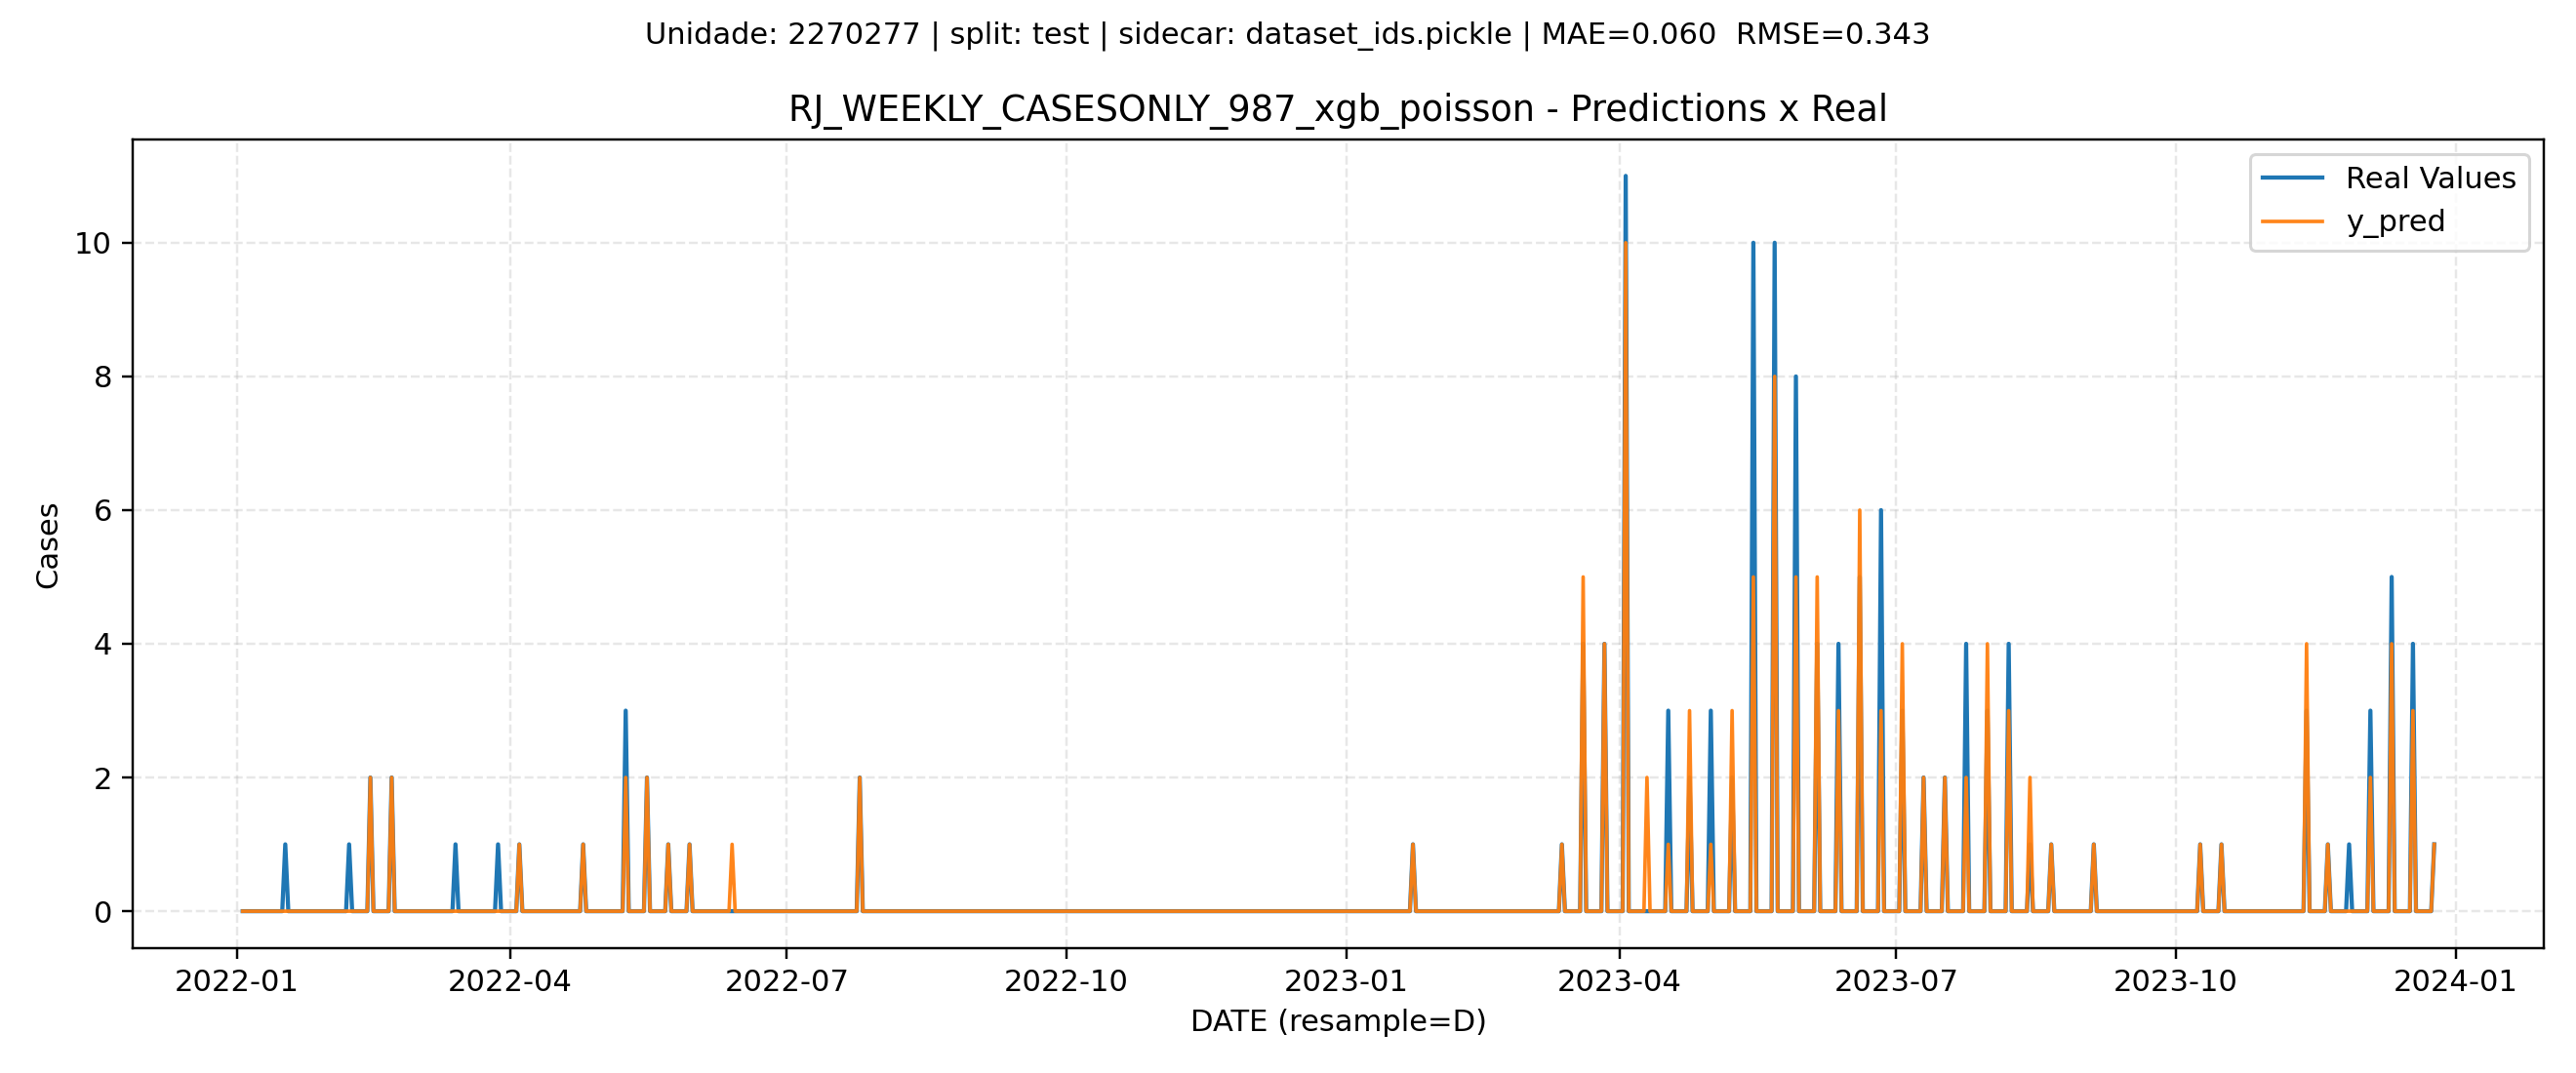 Unidade: 2270277 | split: test | sidecar: dataset_ids.pickle | MAE=0.060  RMSE=0.343
RJ_WEEKLY_CASESONLY_987_xgb_poisson - Predictions x Real
Real Values
y_pred
Cases
10
8
6
4
2
0
2022-01
2022-04
2022-07
2022-10
2023-01
2023-04
2023-07
2023-10
2024-01
DATE (resample=D)